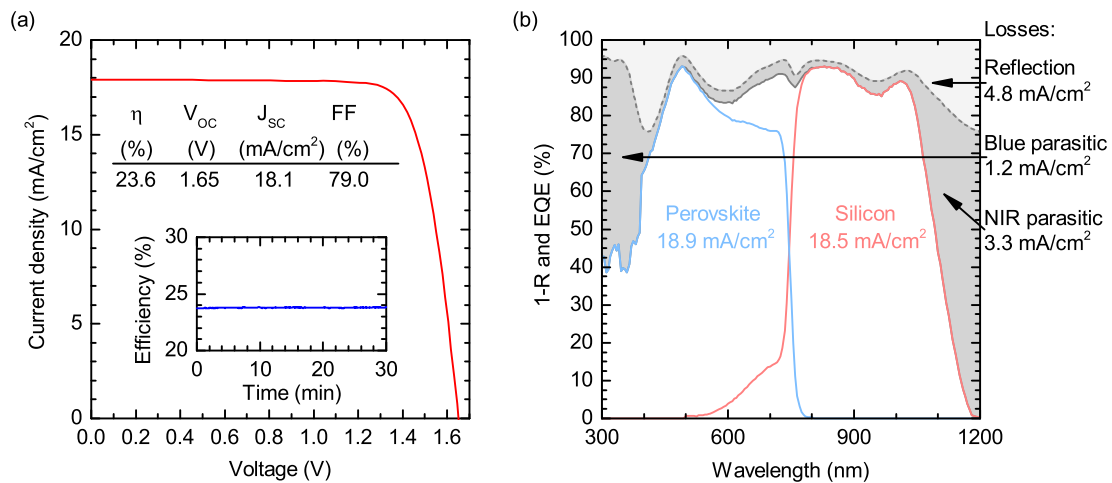 (a)
20
15
10
5
0
Current density (mA/cm²)
η V_OC J_SC FF
(%) (V) (mA/cm²) (%)
23.6 1.65 18.1 79.0
30
25
20
Efficiency (%)
0 10 20 30
Time (min)
0.0 0.2 0.4 0.6 0.8 1.0 1.2 1.4 1.6
Voltage (V)
(b)
100
90
80
70
60
50
40
30
20
10
0
1-R and EQE (%)
Perovskite
18.9 mA/cm²
Silicon
18.5 mA/cm²
300 600 900 1200
Wavelength (nm)
Losses:
Reflection
4.8 mA/cm²
Blue parasitic
1.2 mA/cm²
NIR parasitic
3.3 mA/cm²